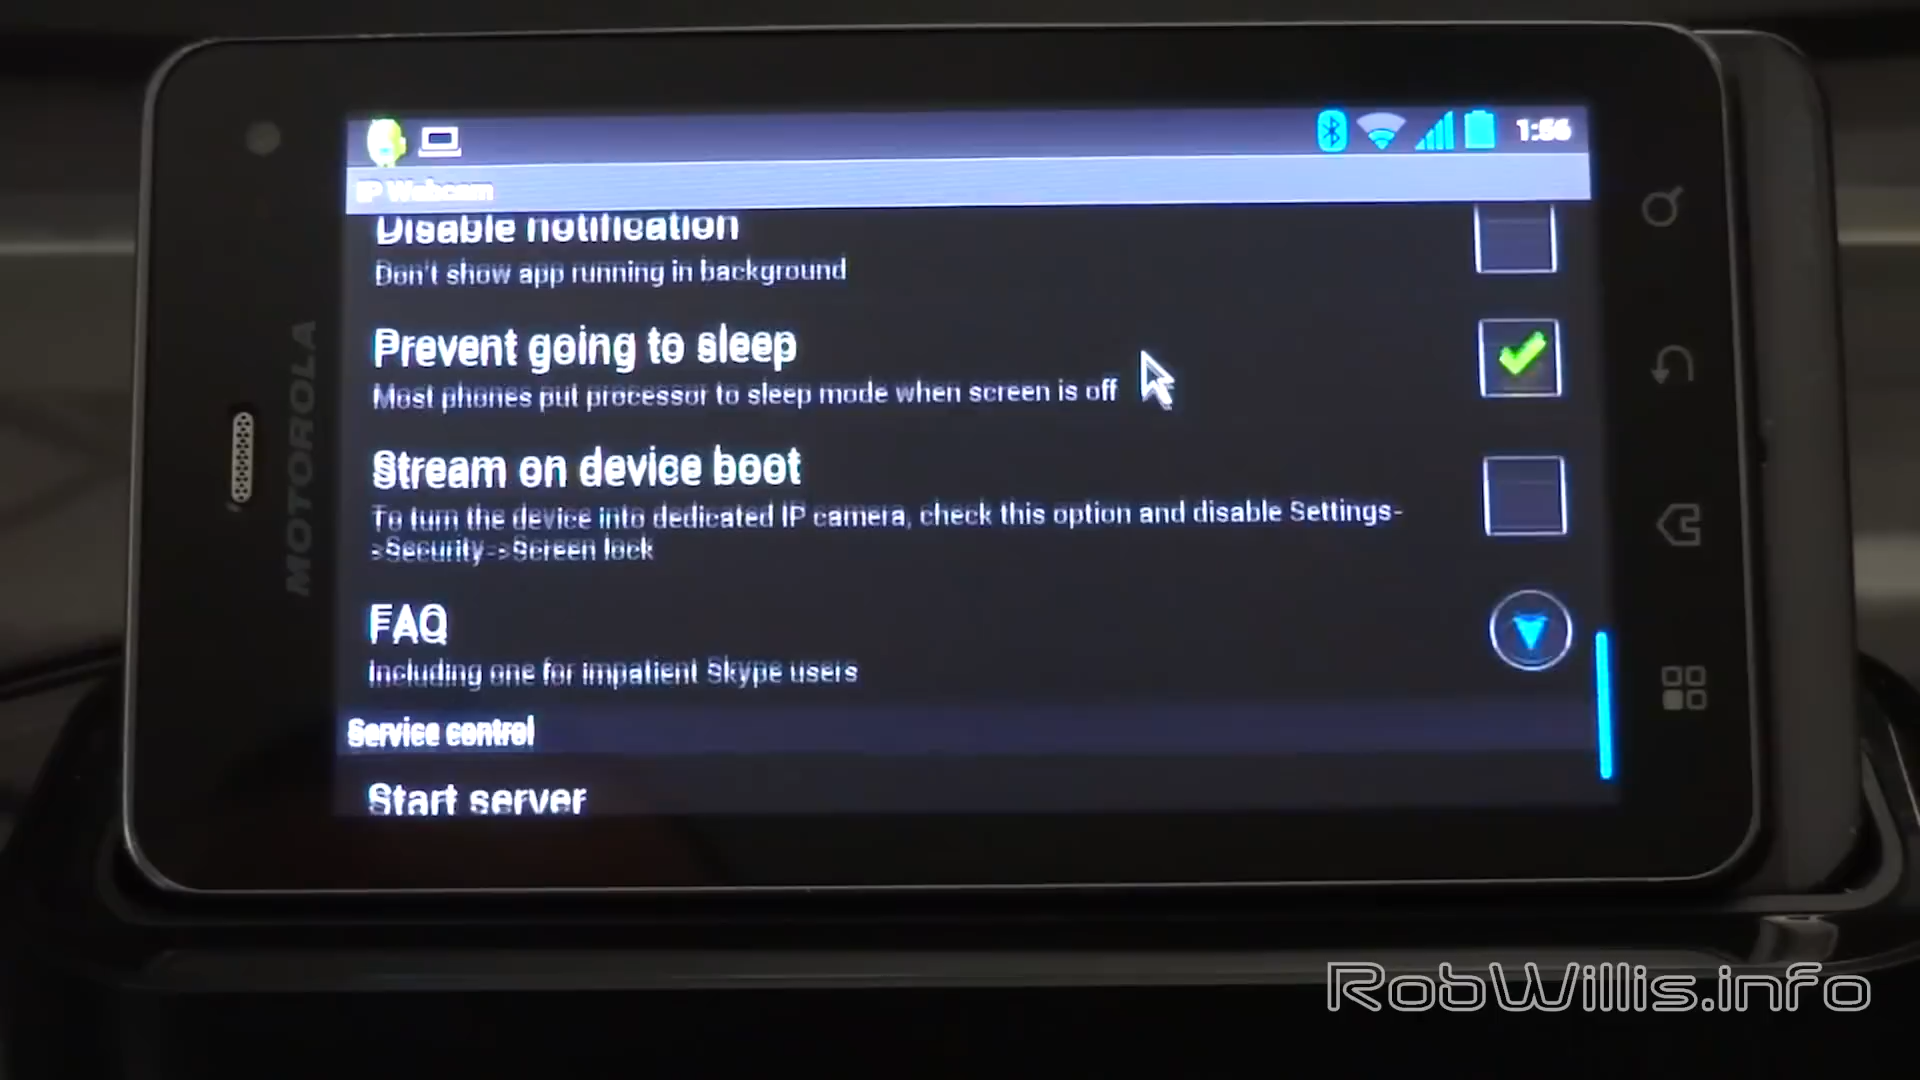 1:56
IP Webcam
Disable notification
Don't show app running in background
Prevent going to sleep
Most phones put processor to sleep mode when screen is off
Stream on device boot
To turn the device into dedicated IP camera, check this option and disable Settings-
>Security->Screen lock
FAQ
Including one for impatient Skype users
Service control
Start server
MOTOROLA
RobWillis.info